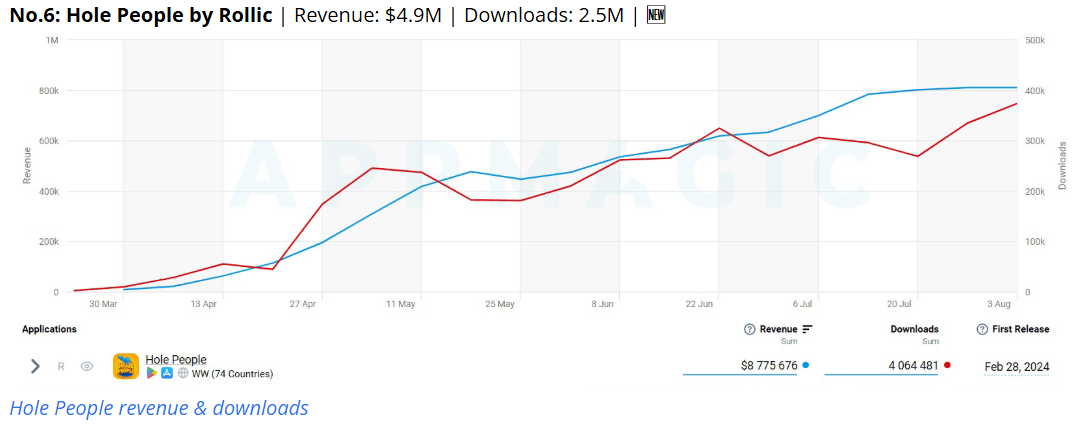 No.6: Hole People by Rollic | Revenue: $4.9M | Downloads: 2.5M | NEW
1M 500k
800k 400k
600k 300k
400k 200k
200k 100k
0 0
Revenue
Downloads
APPMAGIC
30 Mar 13 Apr 27 Apr 11 May 25 May 8 Jun 22 Jun 6 Jul 20 Jul 3 Aug
Applications Revenue Downloads First Release
Sum Sum
R Hole People $8 775 676 4 064 481 Feb 28, 2024
WW (74 Countries)
Hole People revenue & downloads